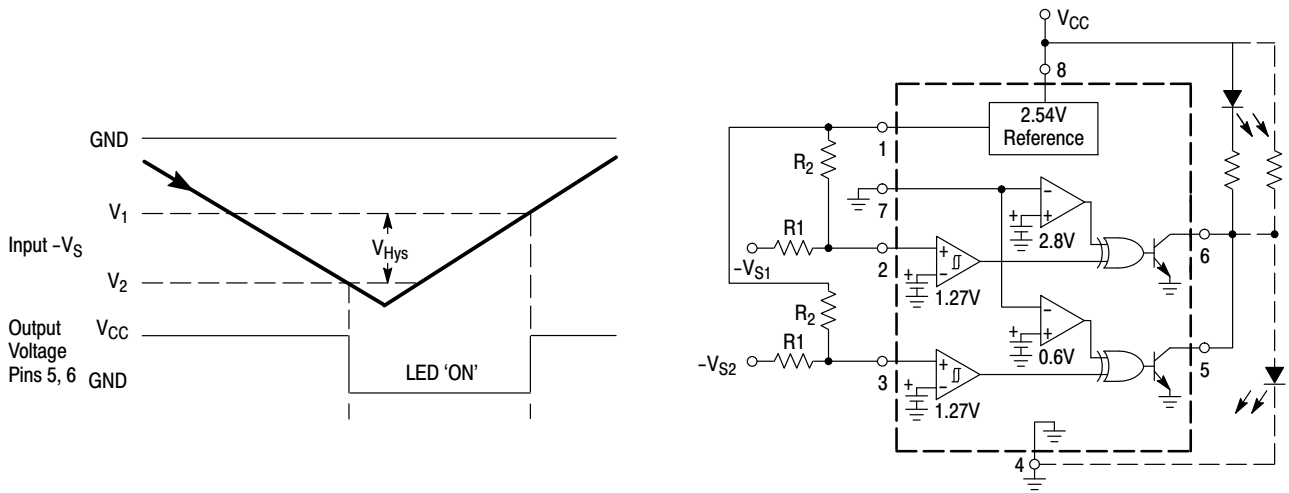 GND
V1
Input –VS
VHys
V2
Output
Voltage
Pins 5, 6
VCC
GND
LED 'ON'
VCC
8
2.54V
Reference
1
R2
7
2.8V
R1
–VS1
2
1.27V
6
R2
0.6V
R1
–VS2
3
1.27V
5
4